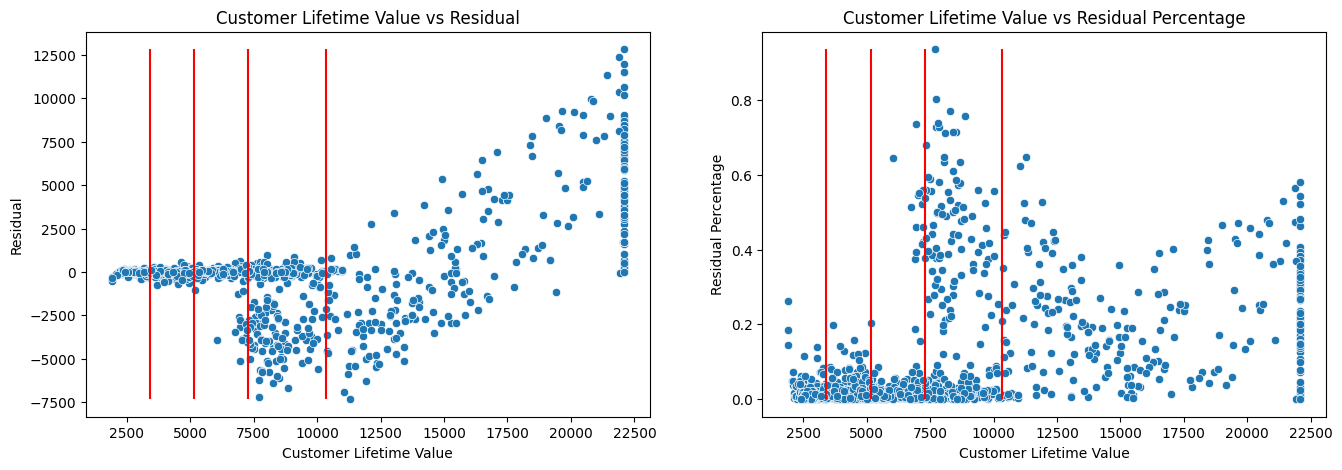 Customer Lifetime Value vs Residual
12500
10000
7500
5000
2500
0
−2500
−5000
−7500
Residual
2500 5000 7500 10000 12500 15000 17500 20000 22500
Customer Lifetime Value
Customer Lifetime Value vs Residual Percentage
0.8
0.6
0.4
0.2
0.0
Residual Percentage
2500 5000 7500 10000 12500 15000 17500 20000 22500
Customer Lifetime Value